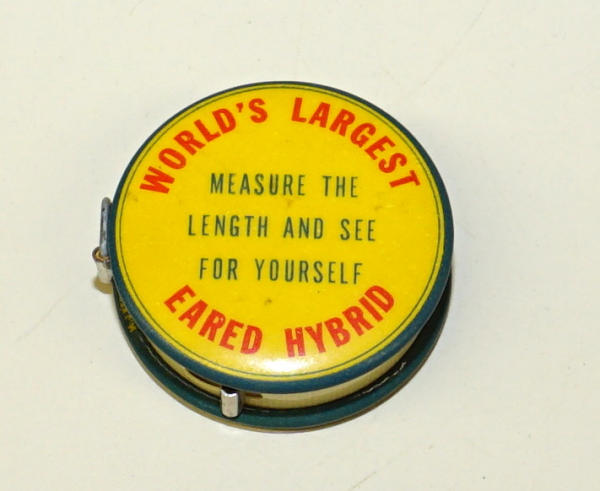 WORLD'S LARGEST
MEASURE THE
LENGTH AND SEE
FOR YOURSELF
EARED HYBRID